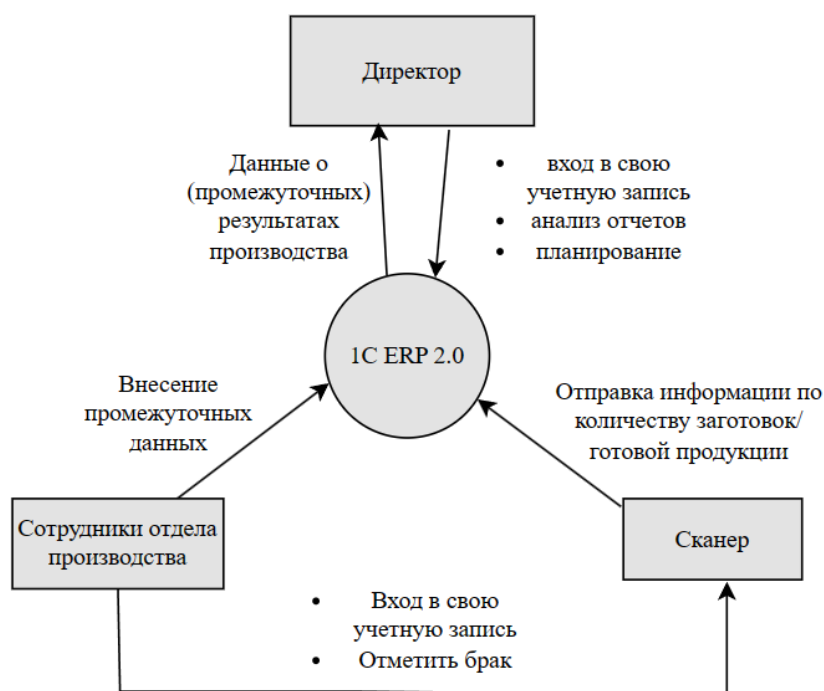 Директор
Данные о
(промежуточных)
результатах
производства
• вход в свою
учетную запись
• анализ отчетов
• планирование
1С ERP 2.0
Внесение
промежуточных
данных
Отправка информации по
количеству заготовок/
готовой продукции
Сотрудники отдела
производства
Сканер
• Вход в свою
учетную запись
• Отметить брак